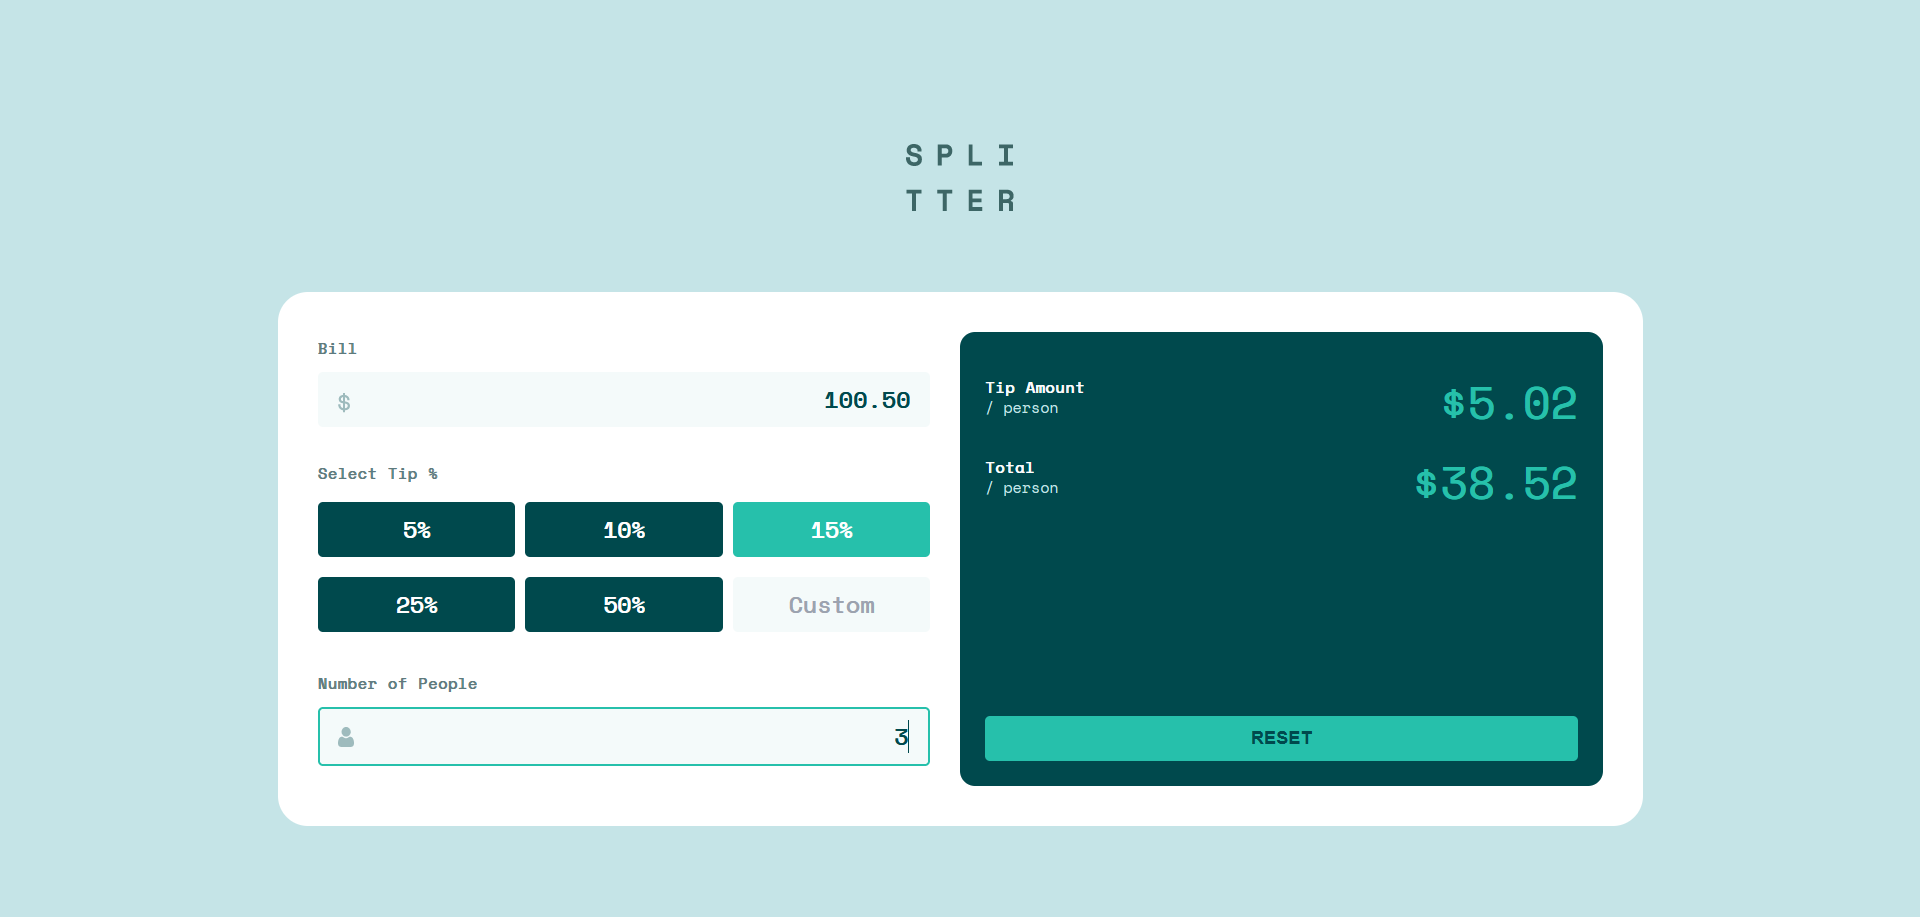 SPLI
TTER
Bill
$ 100.50
Select Tip %
5% 10% 15%
25% 50% Custom
Number of People
3
Tip Amount
/ person
$5.02
Total
/ person
$38.52
RESET